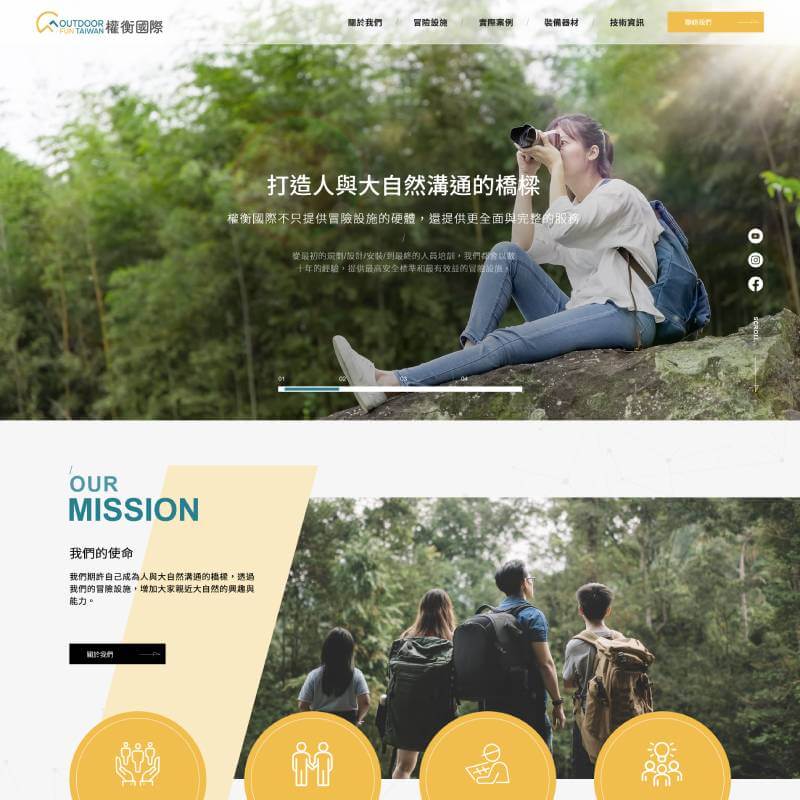 OUTDOOR
FUN TAIWAN 權衡國際
關於我們 / 冒險設施 / 實際案例 / 裝備器材 / 技術資訊
聯絡我們
打造人與大自然溝通的橋樑
權衡國際不只提供冒險設施的硬體，還提供更全面與完整的服務
/
從最初的規劃/設計/安裝/到最終的人員培訓，我們都會以數
十年的經驗，提供最高安全標準和最有效益的冒險設施。
SCROLL
01 02 03 04
/
OUR
MISSION
我們的使命
我們期許自己成為人與大自然溝通的橋樑，透過
我們的冒險設施，增加大家親近大自然的興趣與
能力。
關於我們